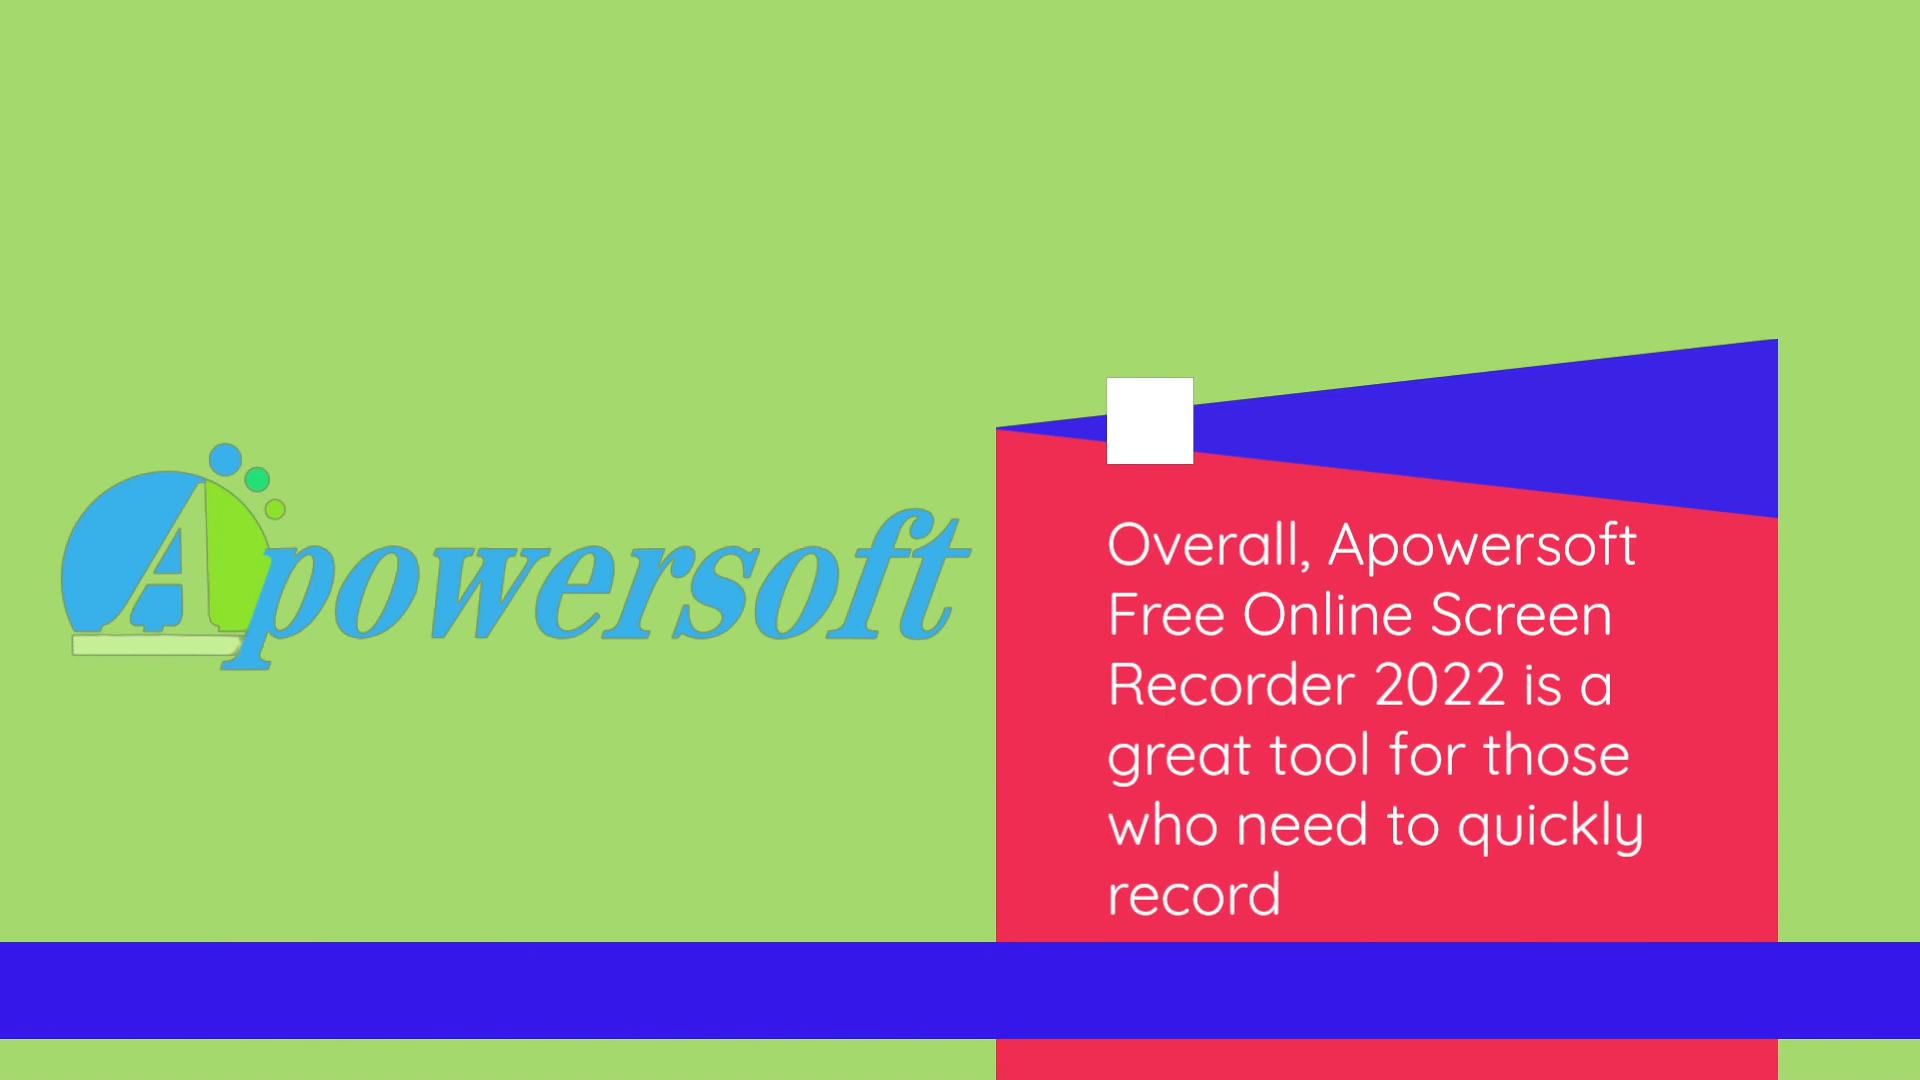 Apowersoft
Overall, Apowersoft
Free Online Screen
Recorder 2022 is a
great tool for those
who need to quickly
record